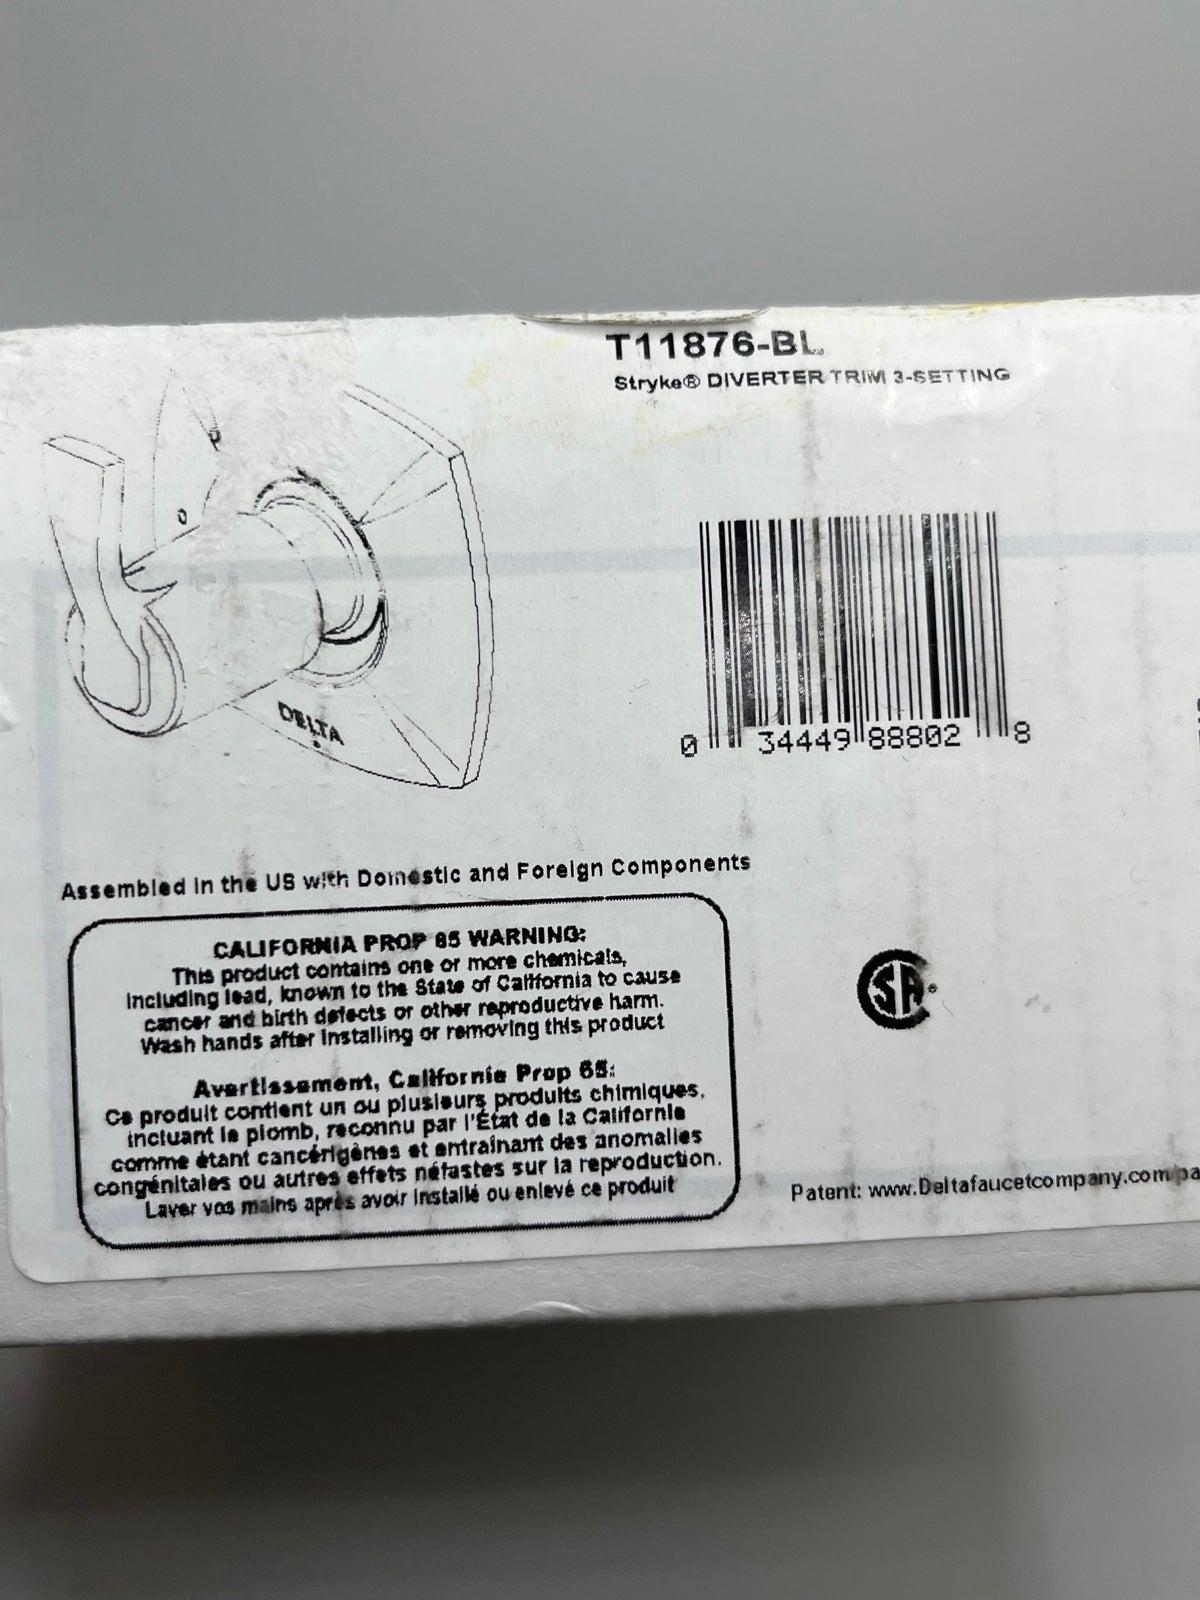 T11876-BL
Stryke® DIVERTER TRIM 3-SETTING
DELTA
0 34449 88802 8
Assembled in the US with Domestic and Foreign Components
CALIFORNIA PROP 65 WARNING:
This product contains one or more chemicals,
including lead, known to the State of California to cause
cancer and birth defects or other reproductive harm.
Wash hands after installing or removing this product
Avertissement, Californie Prop 65:
Ce produit contient un ou plusieurs produits chimiques,
incluant le plomb, reconnu par l'État de la Californie
comme étant cancérigènes et entraînant des anomalies
congénitales ou autres effets néfastes sur la reproduction.
Laver vos mains après avoir installé ou enlevé ce produit
SA®
Patent: www.Deltafaucetcompany.com/pa